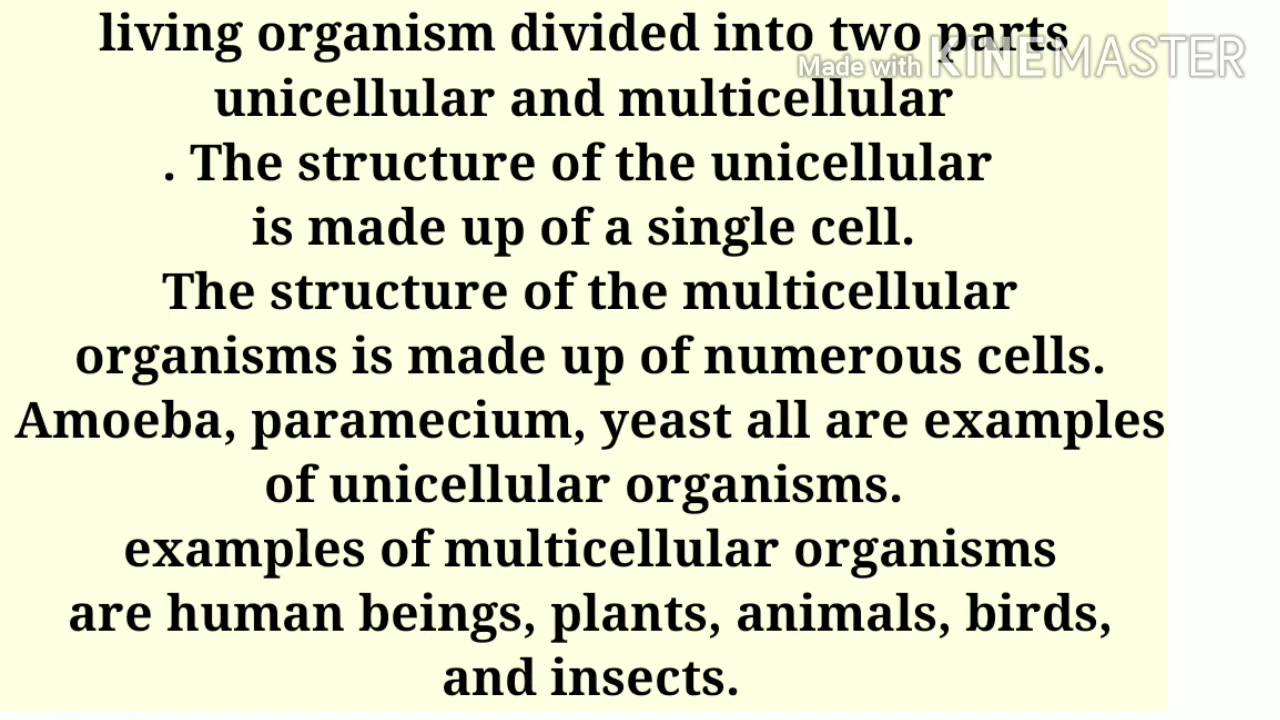 living organism divided into two parts
Made with KINEMASTER
unicellular and multicellular
. The structure of the unicellular
is made up of a single cell.
The structure of the multicellular
organisms is made up of numerous cells.
Amoeba, paramecium, yeast all are examples
of unicellular organisms.
examples of multicellular organisms
are human beings, plants, animals, birds,
and insects.